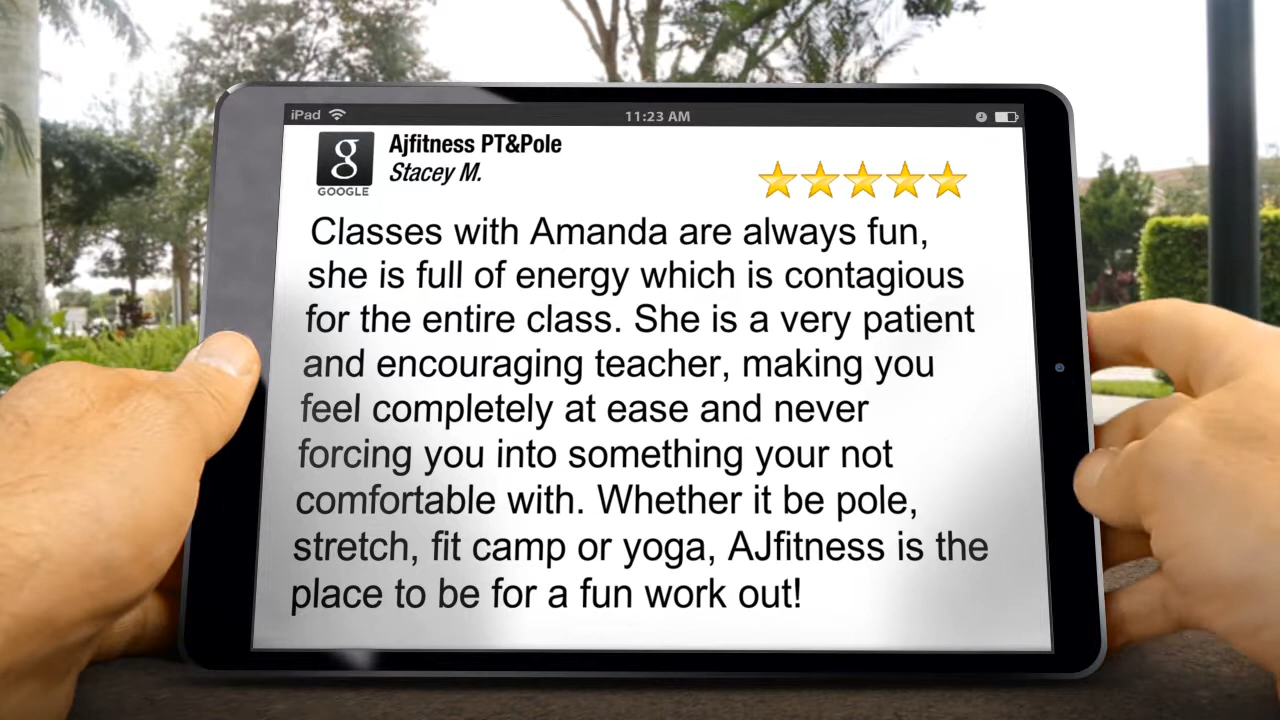 iPad 11:23 AM
g
GOOGLE
Ajfitness PT&Pole
Stacey M.
Classes with Amanda are always fun,
she is full of energy which is contagious
for the entire class. She is a very patient
and encouraging teacher, making you
feel completely at ease and never
forcing you into something your not
comfortable with. Whether it be pole,
stretch, fit camp or yoga, AJfitness is the
place to be for a fun work out!